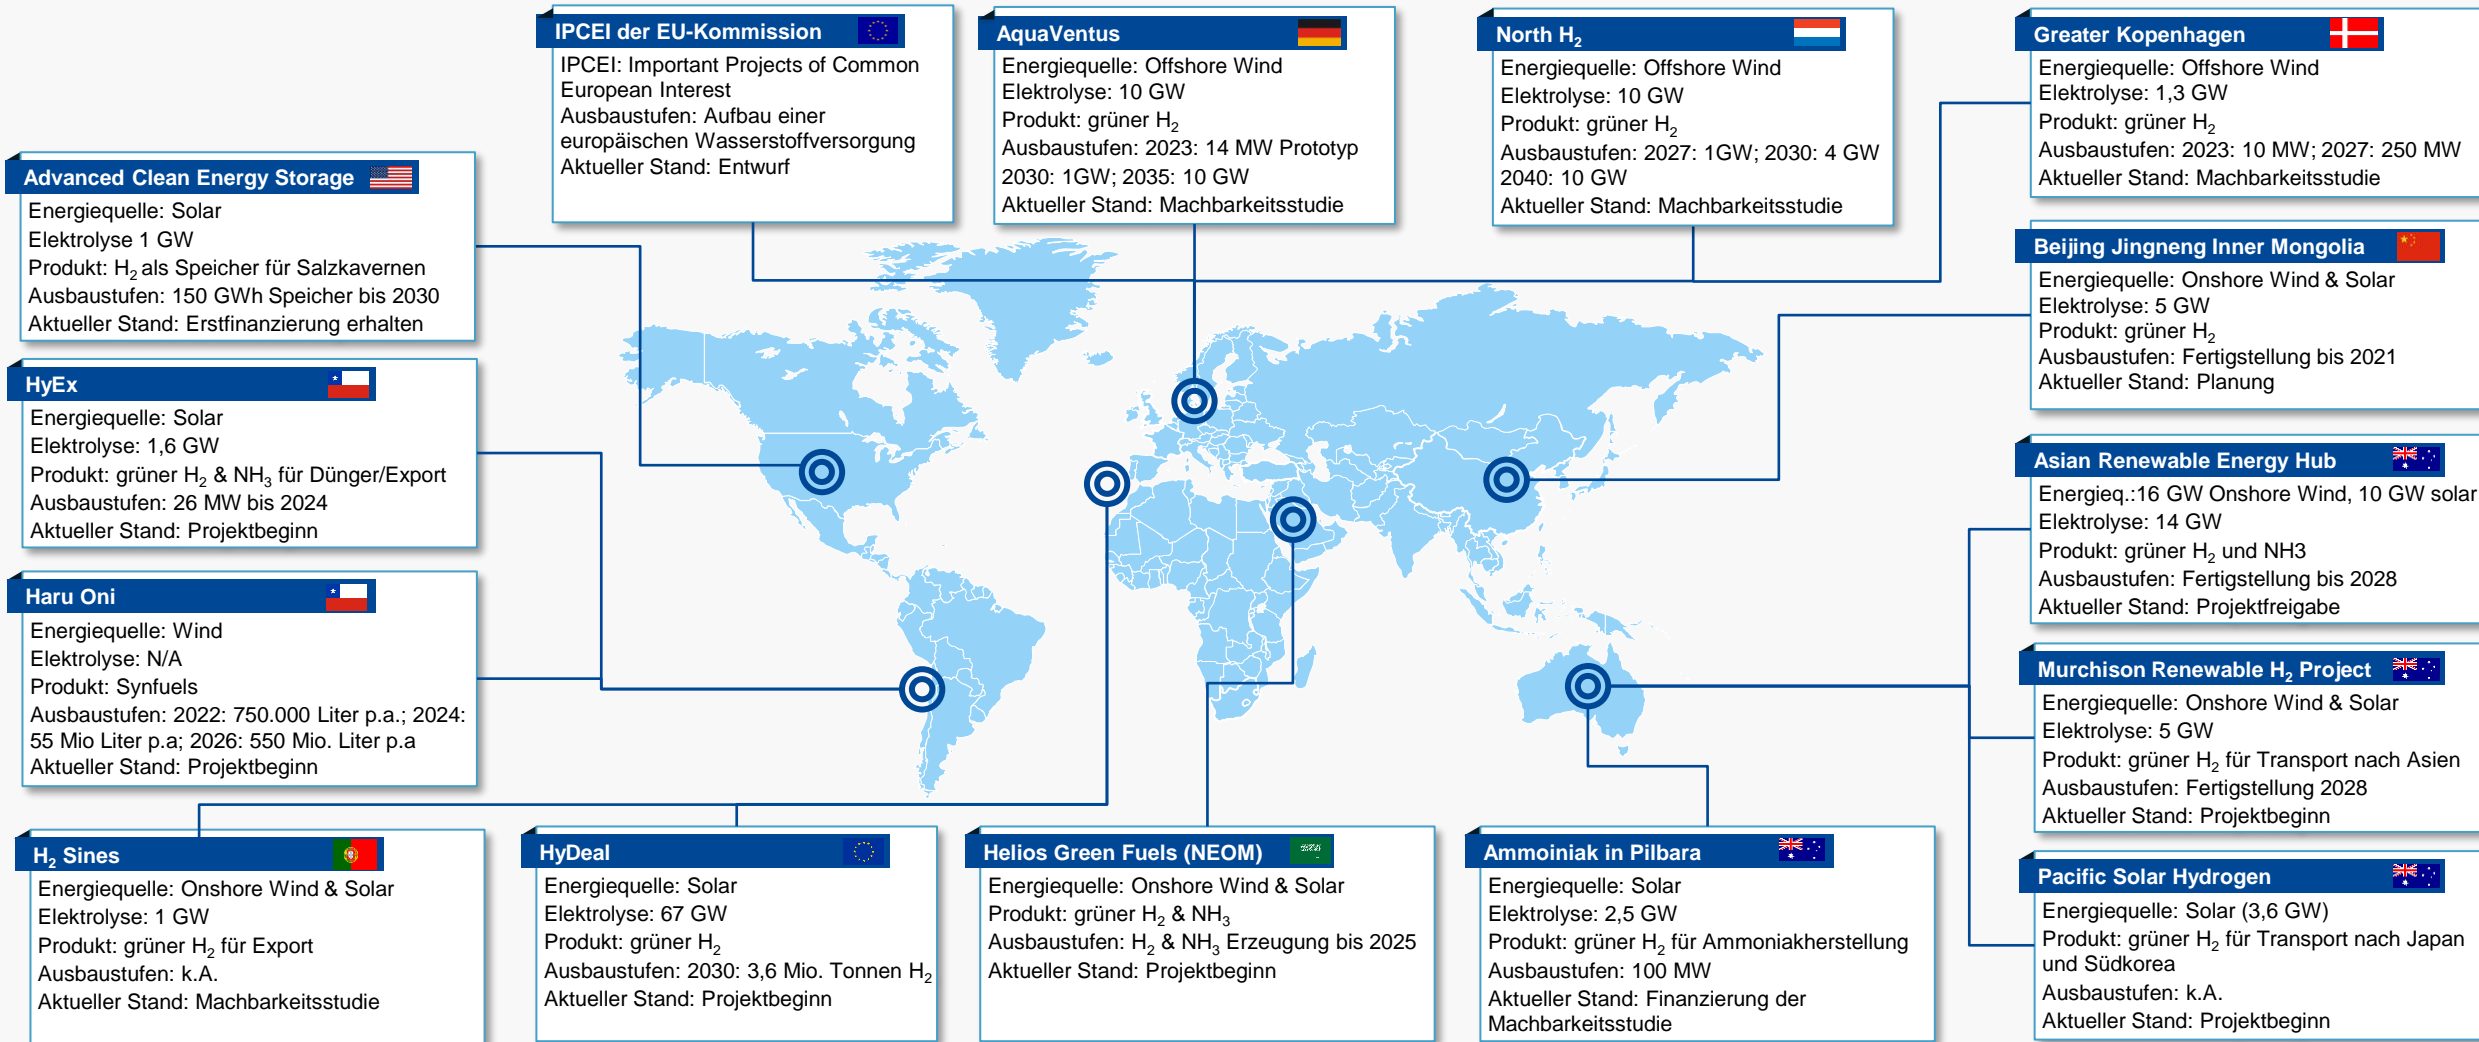 IPCEI der EU-Kommission
IPCEI: Important Projects of Common
European Interest
Ausbaustufen: Aufbau einer
europäischen Wasserstoffversorgung
Aktueller Stand: Entwurf
AquaVentus
Energiequelle: Offshore Wind
Elektrolyse: 10 GW
Produkt: grüner H₂
Ausbaustufen: 2023: 14 MW Prototyp
2030: 1GW; 2035: 10 GW
Aktueller Stand: Machbarkeitsstudie
North H₂
Energiequelle: Offshore Wind
Elektrolyse: 10 GW
Produkt: grüner H₂
Ausbaustufen: 2027: 1GW; 2030: 4 GW
2040: 10 GW
Aktueller Stand: Machbarkeitsstudie
Greater Kopenhagen
Energiequelle: Offshore Wind
Elektrolyse: 1,3 GW
Produkt: grüner H₂
Ausbaustufen: 2023: 10 MW; 2027: 250 MW
Aktueller Stand: Machbarkeitsstudie
Advanced Clean Energy Storage
Energiequelle: Solar
Elektrolyse 1 GW
Produkt: H₂ als Speicher für Salzkavernen
Ausbaustufen: 150 GWh Speicher bis 2030
Aktueller Stand: Erstfinanzierung erhalten
Beijing Jingneng Inner Mongolia
Energiequelle: Onshore Wind & Solar
Elektrolyse: 5 GW
Produkt: grüner H₂
Ausbaustufen: Fertigstellung bis 2021
Aktueller Stand: Planung
HyEx
Energiequelle: Solar
Elektrolyse: 1,6 GW
Produkt: grüner H₂ & NH₃ für Dünger/Export
Ausbaustufen: 26 MW bis 2024
Aktueller Stand: Projektbeginn
Asian Renewable Energy Hub
Energieq.:16 GW Onshore Wind, 10 GW solar
Elektrolyse: 14 GW
Produkt: grüner H₂ und NH3
Ausbaustufen: Fertigstellung bis 2028
Aktueller Stand: Projektfreigabe
Haru Oni
Energiequelle: Wind
Elektrolyse: N/A
Produkt: Synfuels
Ausbaustufen: 2022: 750.000 Liter p.a.; 2024:
55 Mio Liter p.a; 2026: 550 Mio. Liter p.a
Aktueller Stand: Projektbeginn
Murchison Renewable H₂ Project
Energiequelle: Onshore Wind & Solar
Elektrolyse: 5 GW
Produkt: grüner H₂ für Transport nach Asien
Ausbaustufen: Fertigstellung 2028
Aktueller Stand: Projektbeginn
H₂ Sines
Energiequelle: Onshore Wind & Solar
Elektrolyse: 1 GW
Produkt: grüner H₂ für Export
Ausbaustufen: k.A.
Aktueller Stand: Machbarkeitsstudie
HyDeal
Energiequelle: Solar
Elektrolyse: 67 GW
Produkt: grüner H₂
Ausbaustufen: 2030: 3,6 Mio. Tonnen H₂
Aktueller Stand: Projektbeginn
Helios Green Fuels (NEOM)
Energiequelle: Onshore Wind & Solar
Produkt: grüner H₂ & NH₃
Ausbaustufen: H₂ & NH₃ Erzeugung bis 2025
Aktueller Stand: Projektbeginn
Ammoiniak in Pilbara
Energiequelle: Solar
Elektrolyse: 2,5 GW
Produkt: grüner H₂ für Ammoniakherstellung
Ausbaustufen: 100 MW
Aktueller Stand: Finanzierung der
Machbarkeitsstudie
Pacific Solar Hydrogen
Energiequelle: Solar (3,6 GW)
Produkt: grüner H₂ für Transport nach Japan
und Südkorea
Ausbaustufen: k.A.
Aktueller Stand: Projektbeginn